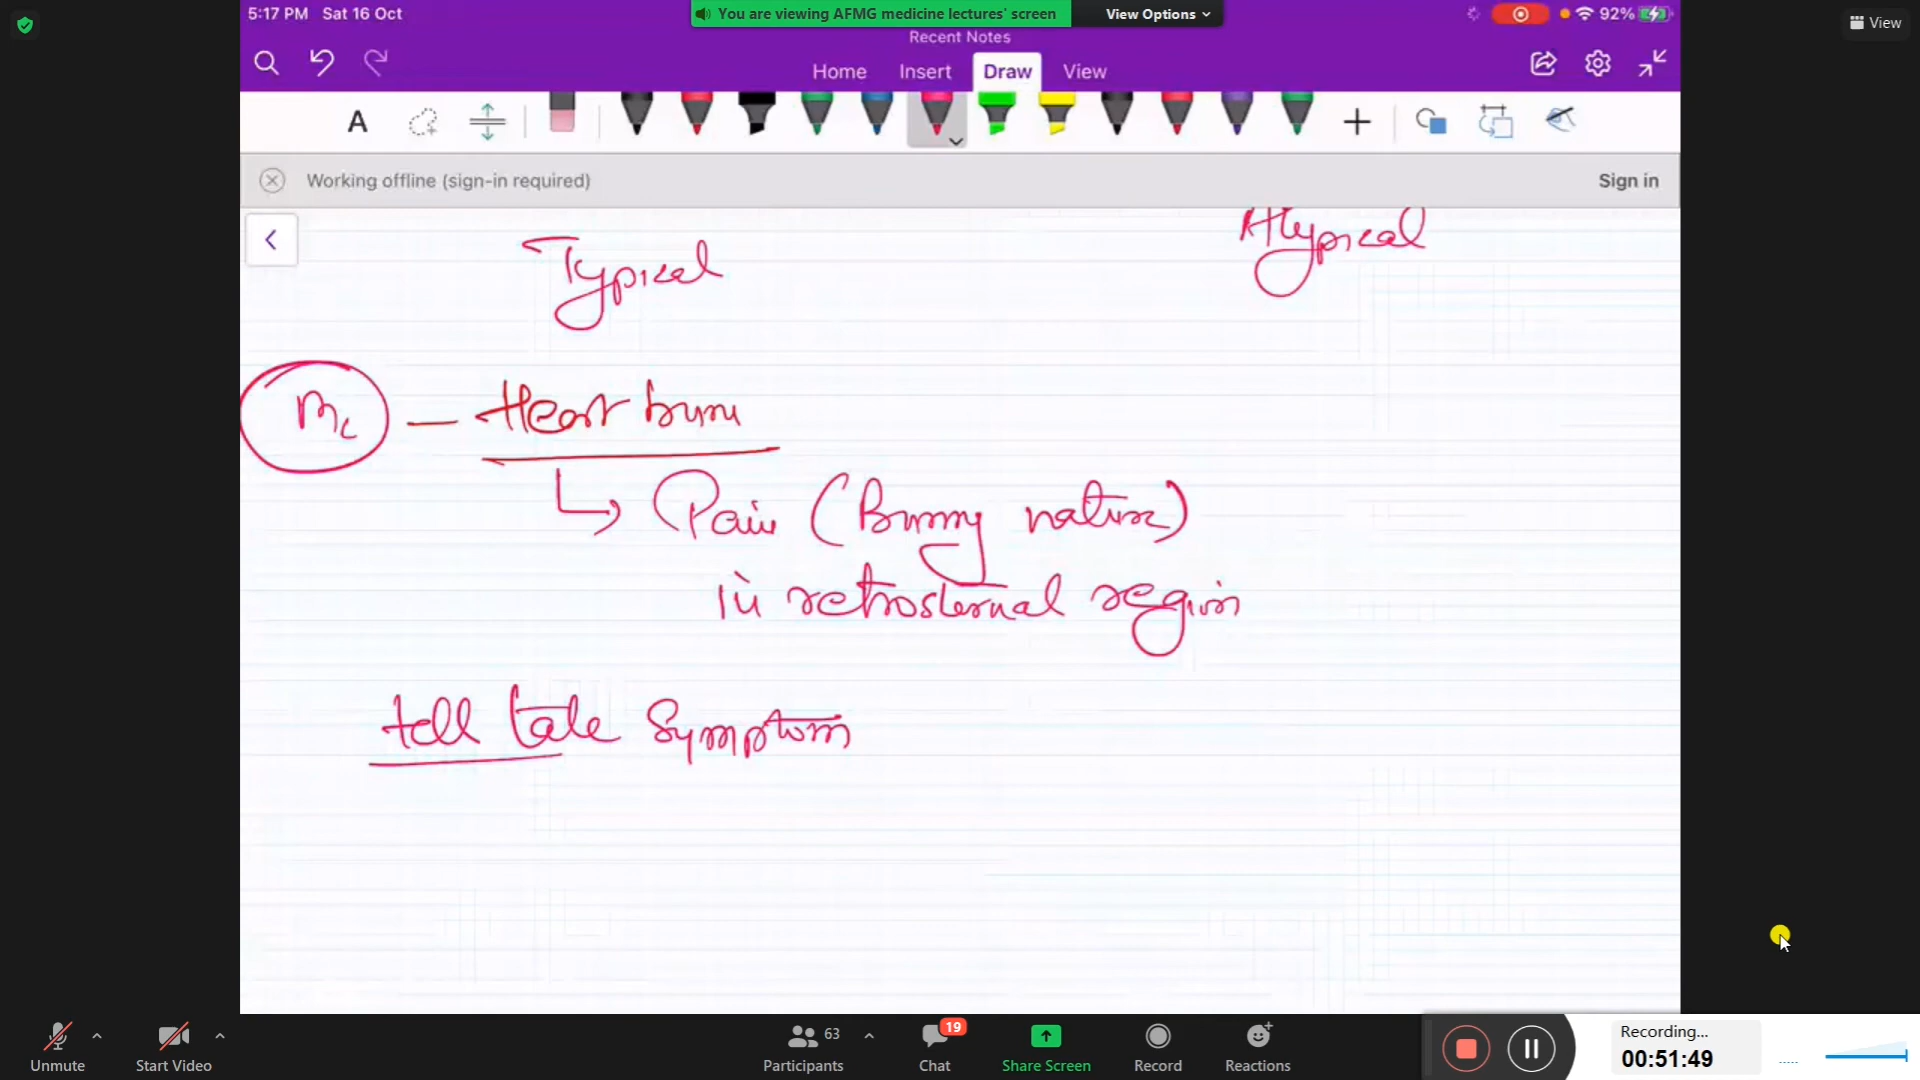 5:17 PM Sat 16 Oct
You are viewing AFMG medicine lectures' screen
View Options
92%
View
Recent Notes
Home Insert Draw View
A
Working offline (sign-in required)
Sign in
Typical
Atypical
Mc — Heart burn
Pain (Burning nature)
in retrosternal region
tell tale Symptom
Unmute
Start Video
63
Participants
19
Chat
Share Screen
Record
Reactions
Recording...
00:51:49